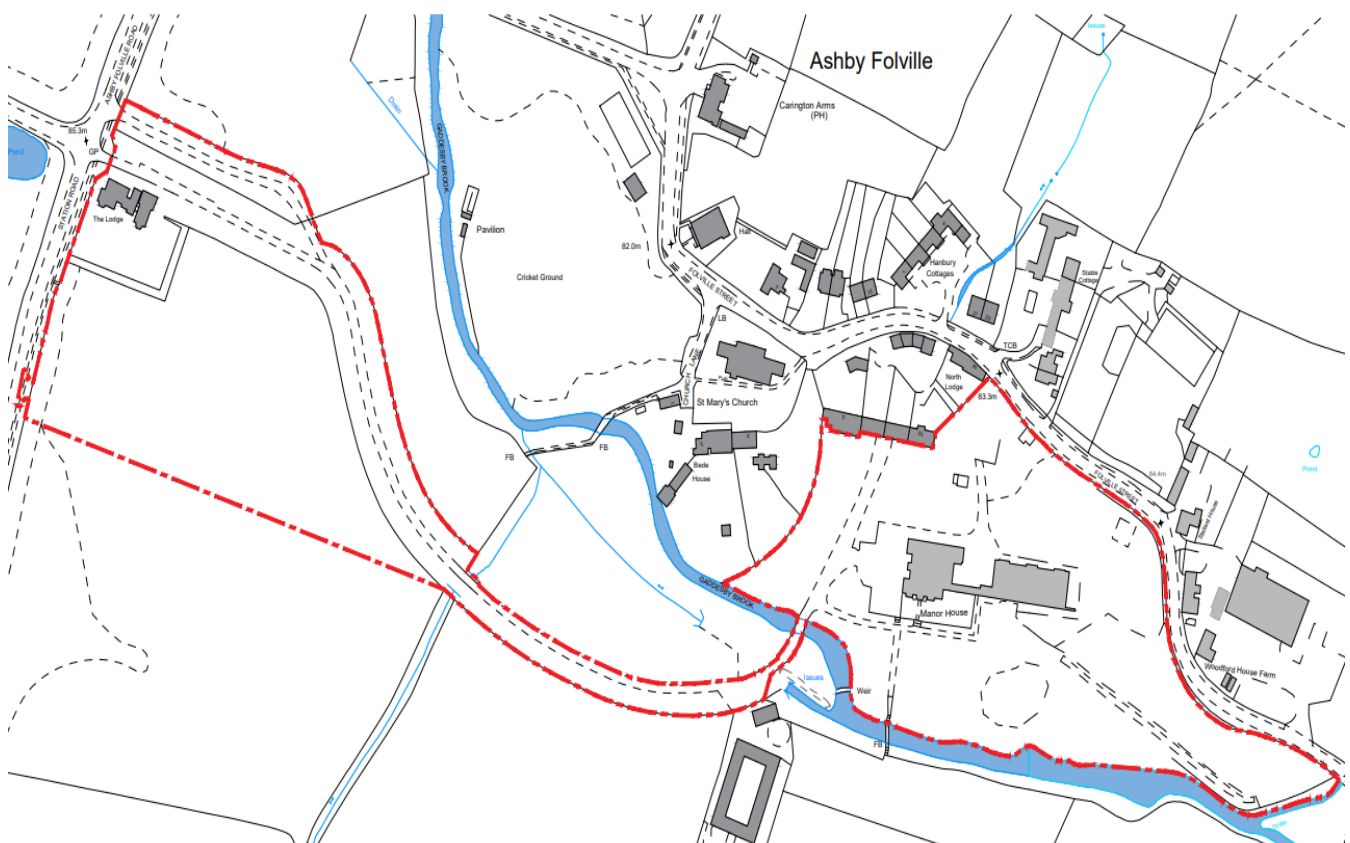 Ashby Folville
Issues
ASHBY FOLVILLE ROAD
Carington Arms
(PH)
Drain
85.3m
GP
Pond
STATION ROAD
The Lodge
GADDESBY BROOK
Pavilion
Cricket Ground
82.0m
Hall
FOLVILLE STREET
Hanbury
Cottages
Stable
Cottage
LB
TCB
CHURCH LANE
Path
St Mary's Church
North
Lodge
83.3m
FB
FB
Bede
House
84.4m
FOLVILLE STREET
Pond
GADDESBY BROOK
Manor House
Woodford House Farm
Issues
Weir
FB
Drain